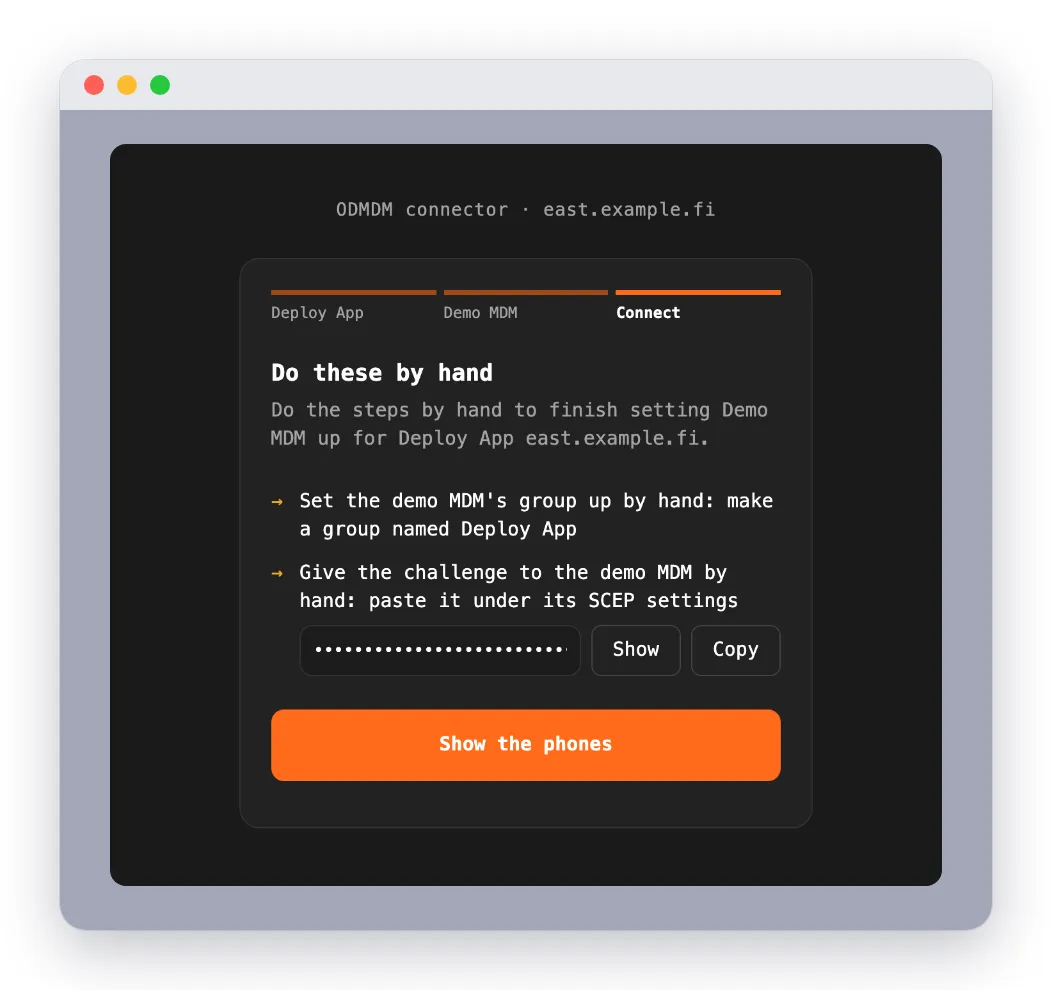 ODMDM connector · east.example.fi
Deploy App
Demo MDM
Connect
Do these by hand
Do the steps by hand to finish setting Demo
MDM up for Deploy App east.example.fi.
→ Set the demo MDM's group up by hand: make
a group named Deploy App
→ Give the challenge to the demo MDM by
hand: paste it under its SCEP settings
Show
Copy
Show the phones